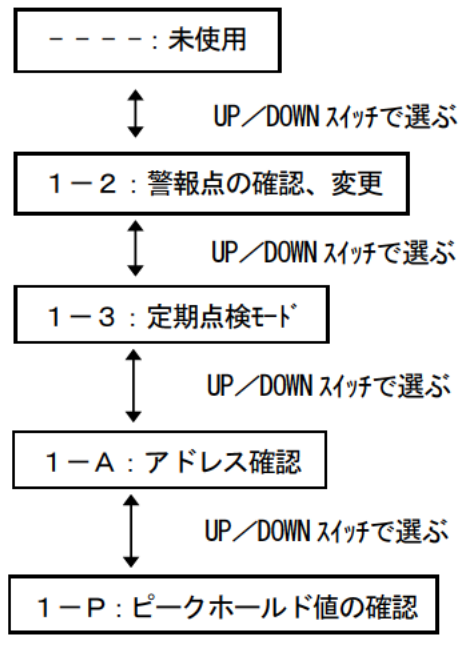 －－－－：未使用
UP／DOWN ｽｲｯﾁで選ぶ
１－２：警報点の確認、変更
UP／DOWN ｽｲｯﾁで選ぶ
１－３：定期点検ﾓｰﾄﾞ
UP／DOWN ｽｲｯﾁで選ぶ
１－Ａ：アドレス確認
UP／DOWN ｽｲｯﾁで選ぶ
１－Ｐ：ピークホールド値の確認